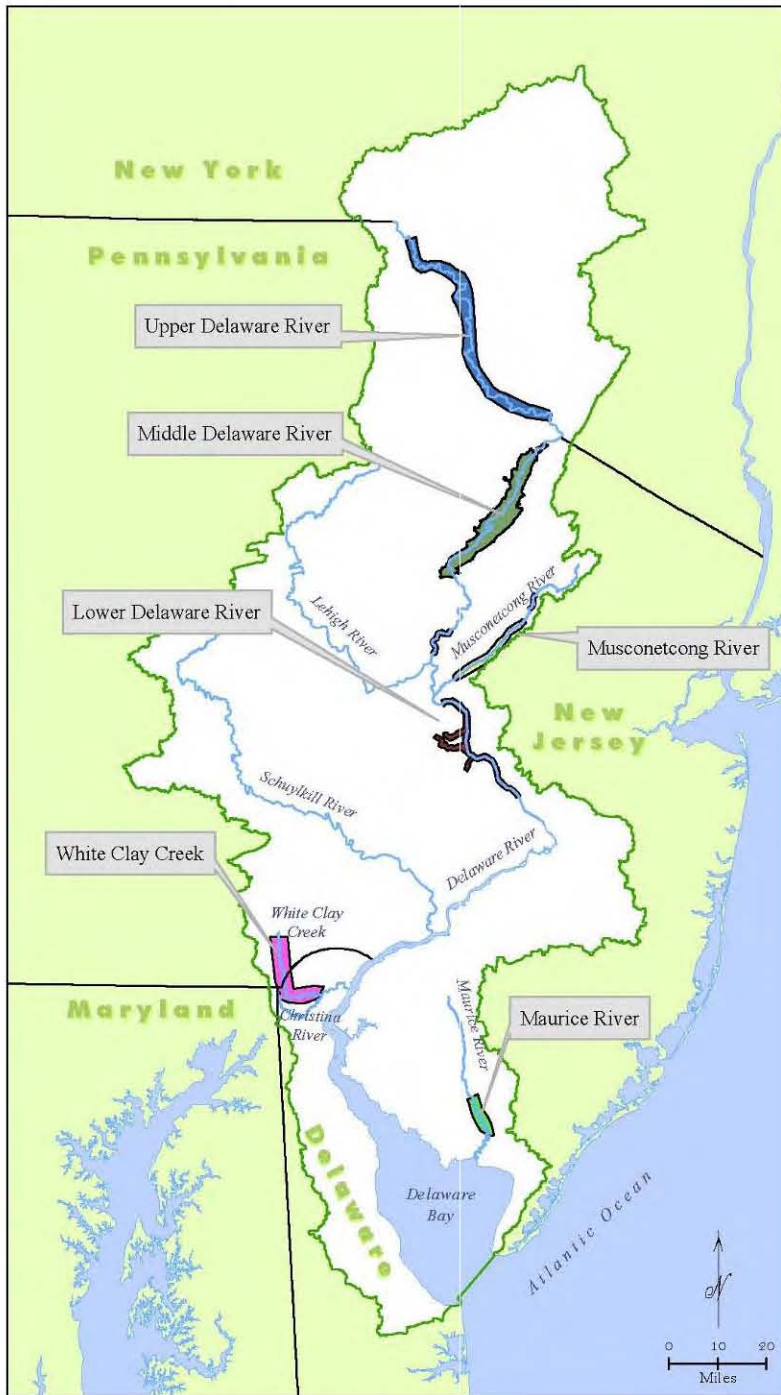 New York
Pennsylvania
Upper Delaware River
Middle Delaware River
Lehigh River
Musconetcong River
Lower Delaware River
Musconetcong River
New
Jersey
Schuylkill River
Delaware River
White Clay Creek
White Clay
Creek
Maryland
Christina
River
Maurice River
Maurice River
Delaware
Delaware
Bay
Atlantic Ocean
N
0 10 20
Miles